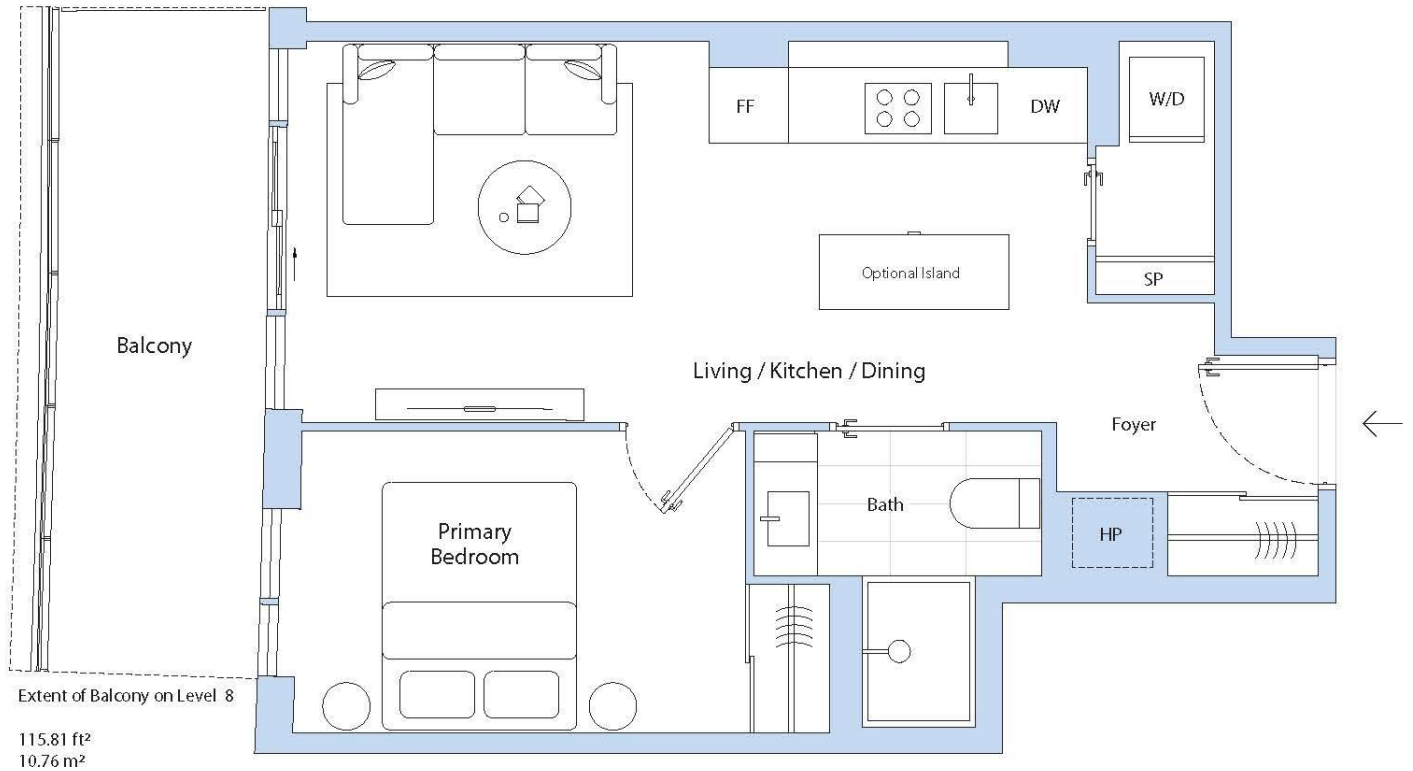 FF
DW
W/D
Optional Island
SP
Balcony
Living / Kitchen / Dining
Foyer
Bath
Primary
Bedroom
HP
Extent of Balcony on Level 8
115.81 ft²
10.76 m²